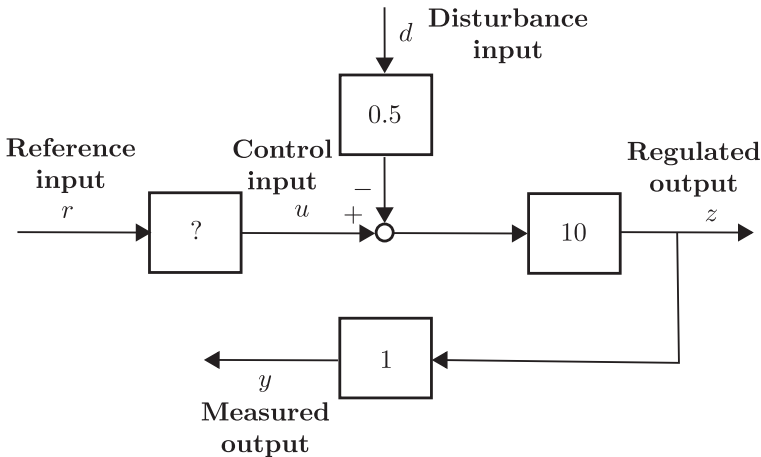 Disturbance
input
d
0.5
Reference
input
r
?
Control
input
u
−
+
10
Regulated
output
z
1
y
Measured
output